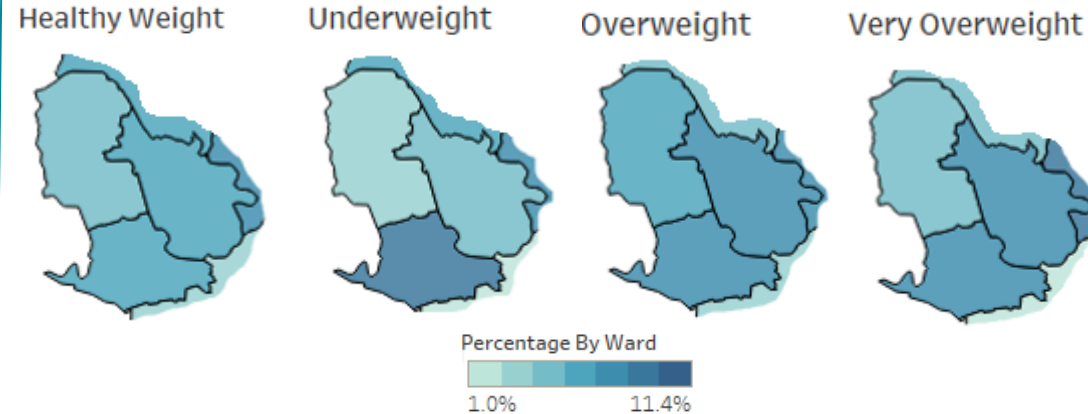 Healthy Weight
Underweight
Overweight
Very Overweight
Percentage By Ward
1.0%
11.4%